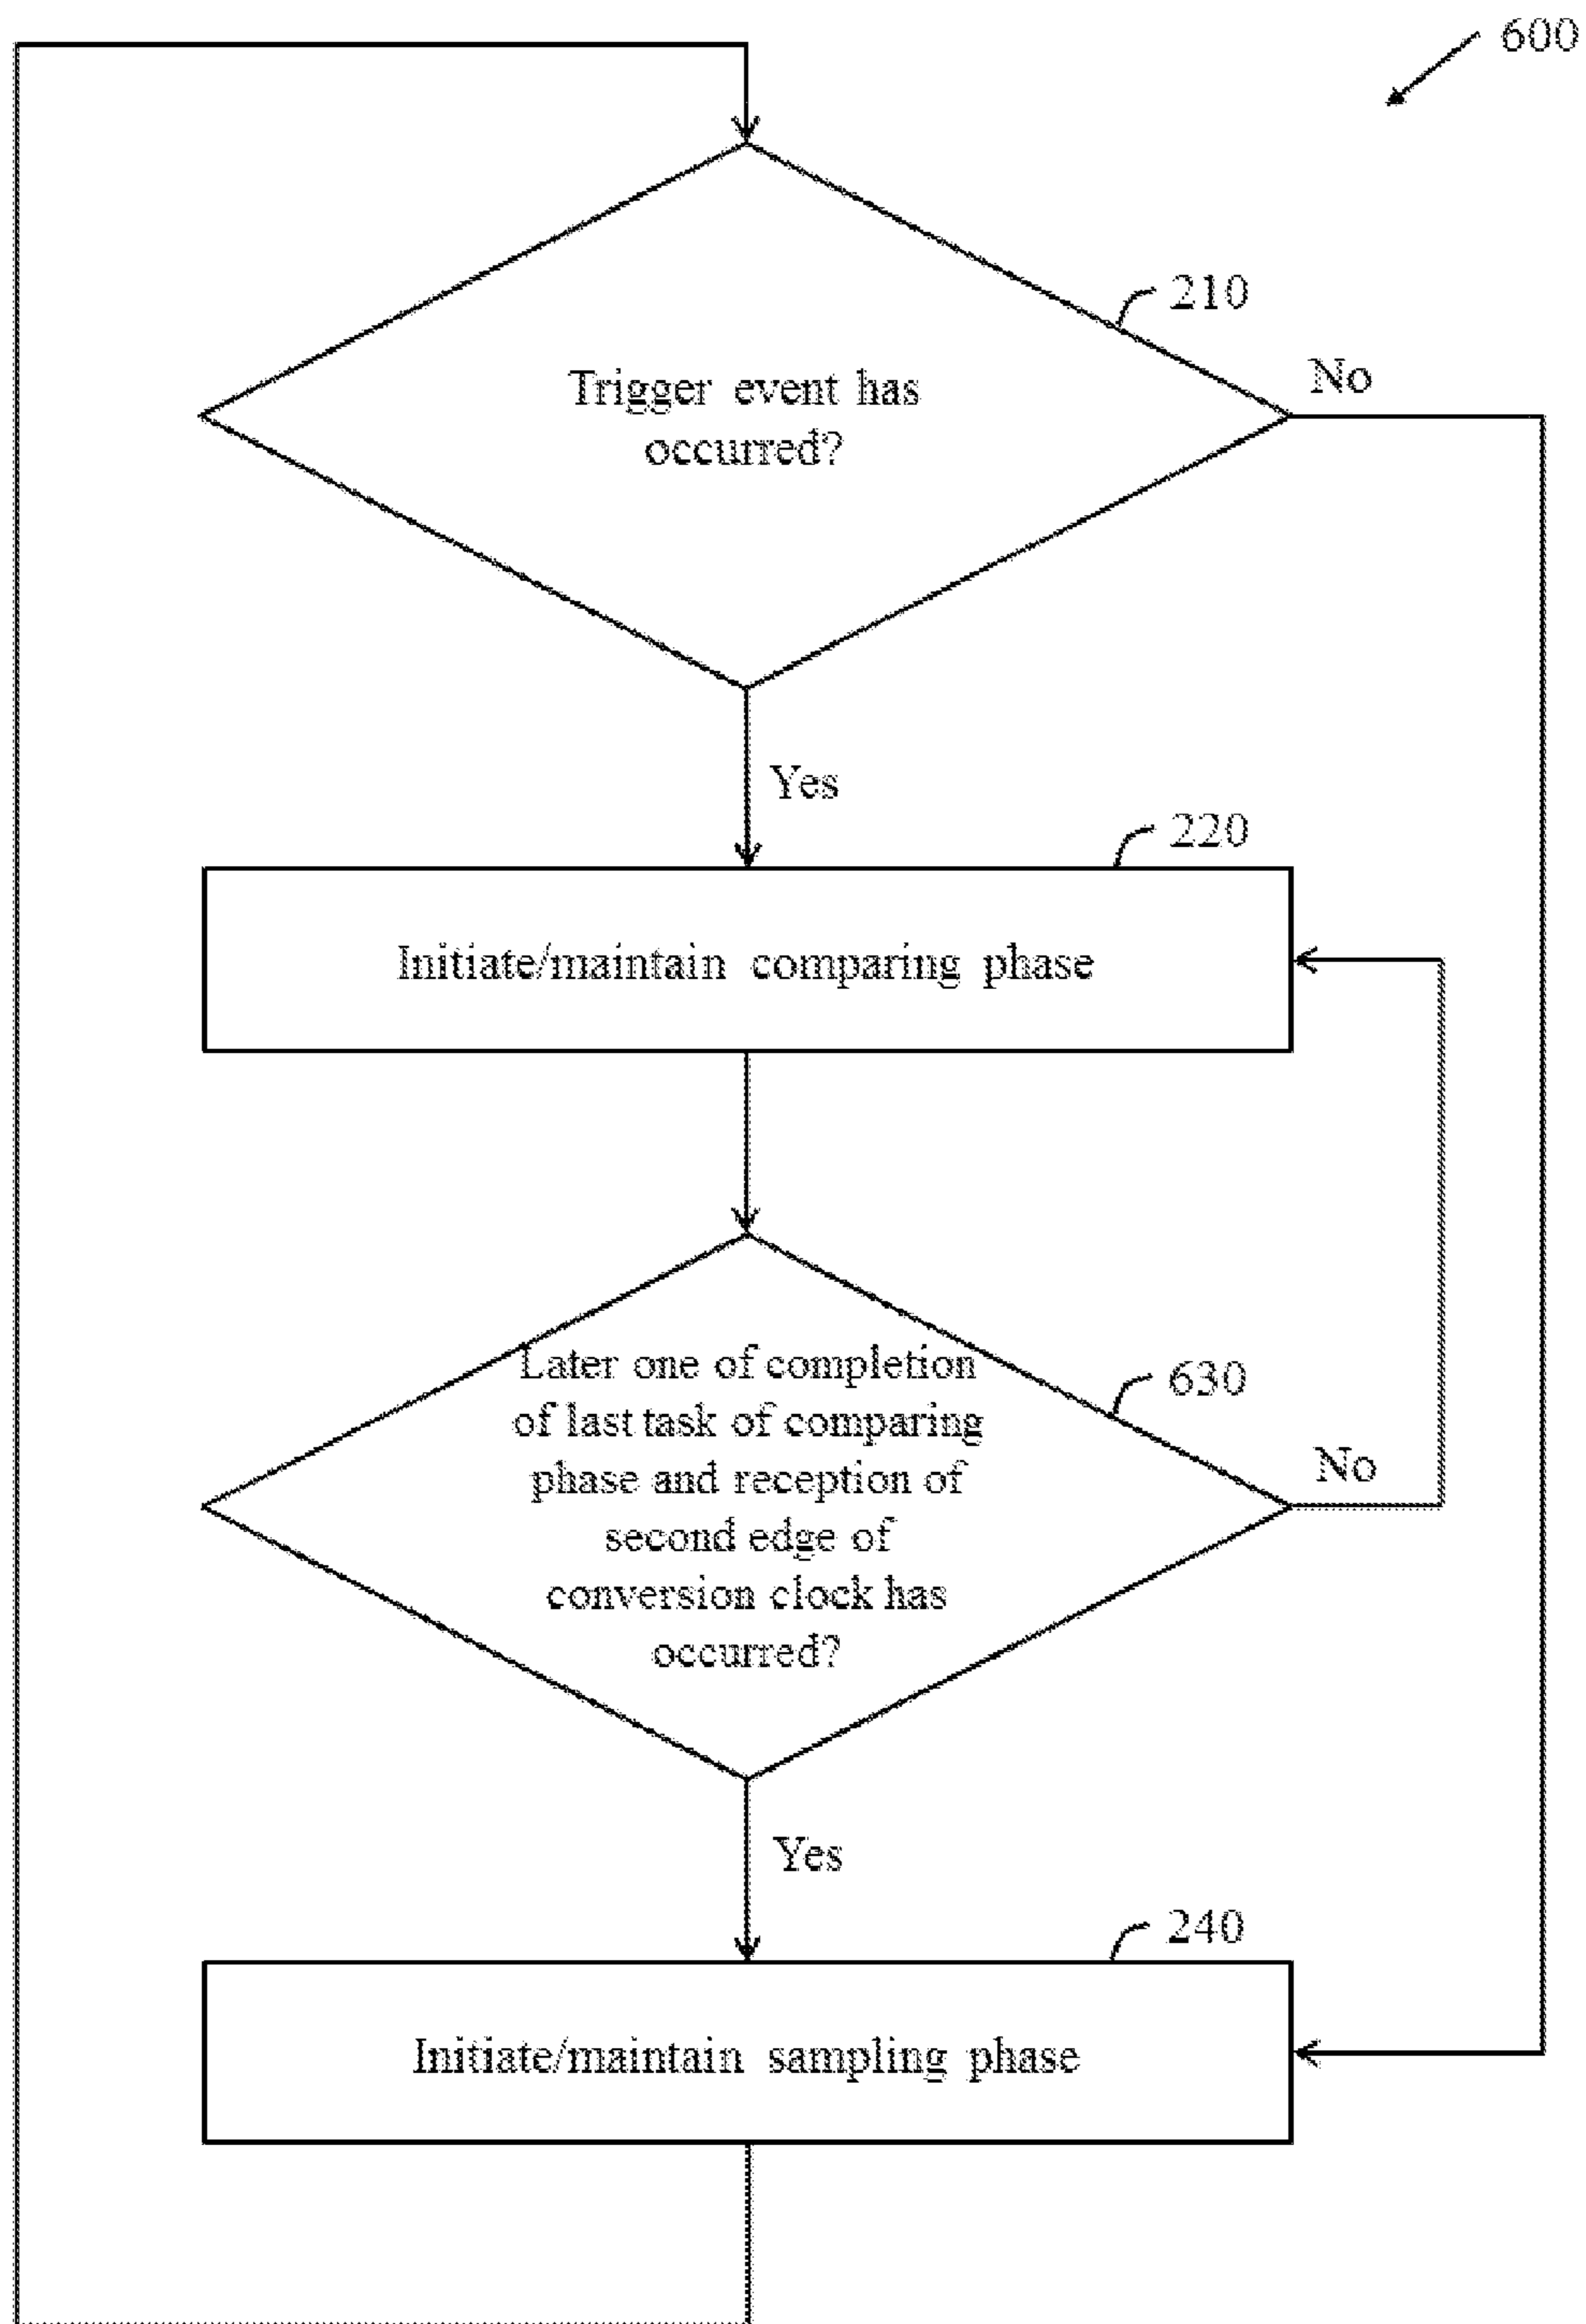 600
210
Trigger event has
occurred?
No
Yes
220
Initiate/maintain comparing phase
Later one of completion
of last task of comparing
phase and reception of
second edge of
conversion clock has
occurred?
630
No
Yes
240
Initiate/maintain sampling phase